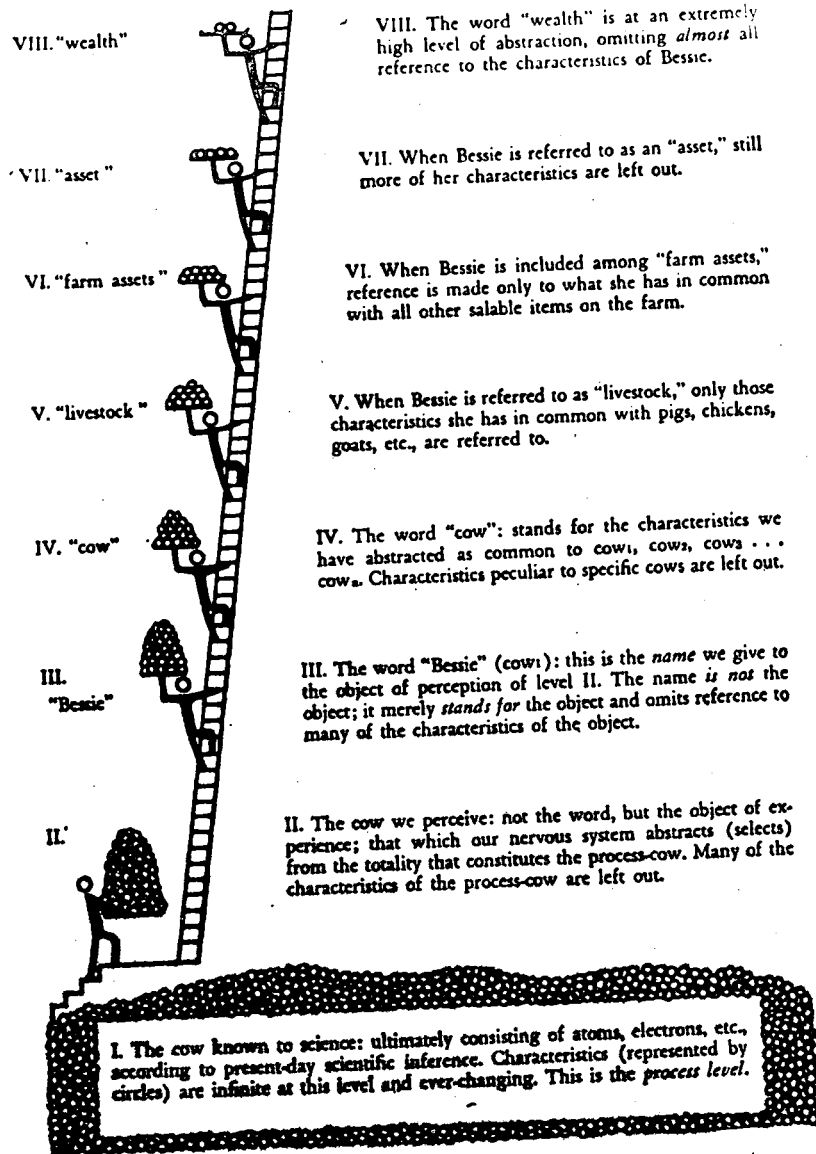 VIII. "wealth"
VIII. The word "wealth" is at an extremely
high level of abstraction, omitting almost all
reference to the characteristics of Bessie.
VII. "asset"
VII. When Bessie is referred to as an "asset," still
more of her characteristics are left out.
VI. "farm assets"
VI. When Bessie is included among "farm assets,"
reference is made only to what she has in common
with all other salable items on the farm.
V. "livestock"
V. When Bessie is referred to as "livestock," only those
characteristics she has in common with pigs, chickens,
goats, etc., are referred to.
IV. "cow"
IV. The word "cow": stands for the characteristics we
have abstracted as common to cow₁, cow₂, cow₃ . . .
cowₙ. Characteristics peculiar to specific cows are left out.
III.
"Bessie"
III. The word "Bessie" (cow₁): this is the name we give to
the object of perception of level II. The name is not the
object; it merely stands for the object and omits reference to
many of the characteristics of the object.
II.
II. The cow we perceive: not the word, but the object of ex-
perience; that which our nervous system abstracts (selects)
from the totality that constitutes the process-cow. Many of the
characteristics of the process-cow are left out.
I. The cow known to science: ultimately consisting of atoms, electrons, etc.,
according to present-day scientific inference. Characteristics (represented by
circles) are infinite at this level and ever-changing. This is the process level.